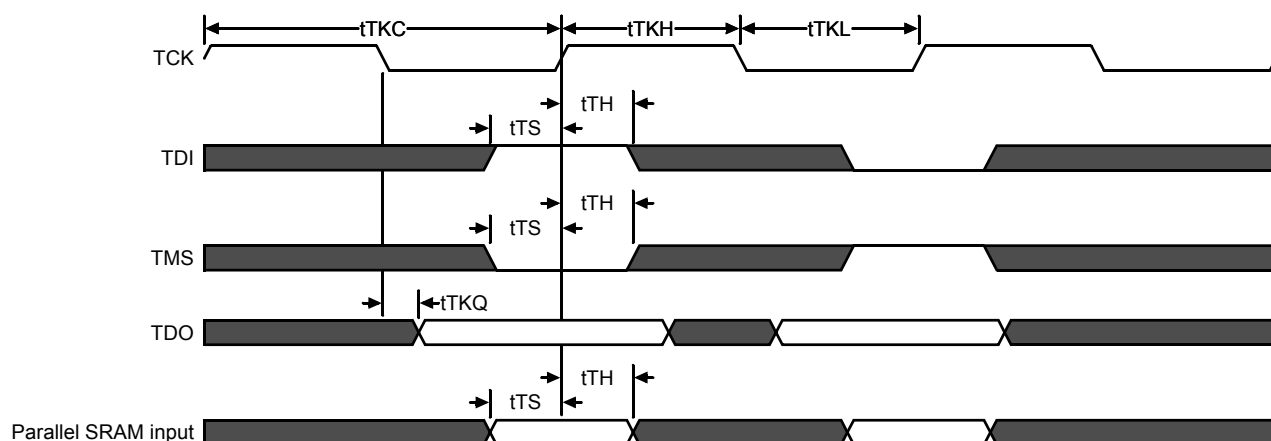 tTKC
tTKH
tTKL
TCK
tTH
tTS
TDI
tTH
tTS
TMS
tTKQ
TDO
tTH
tTS
Parallel SRAM input